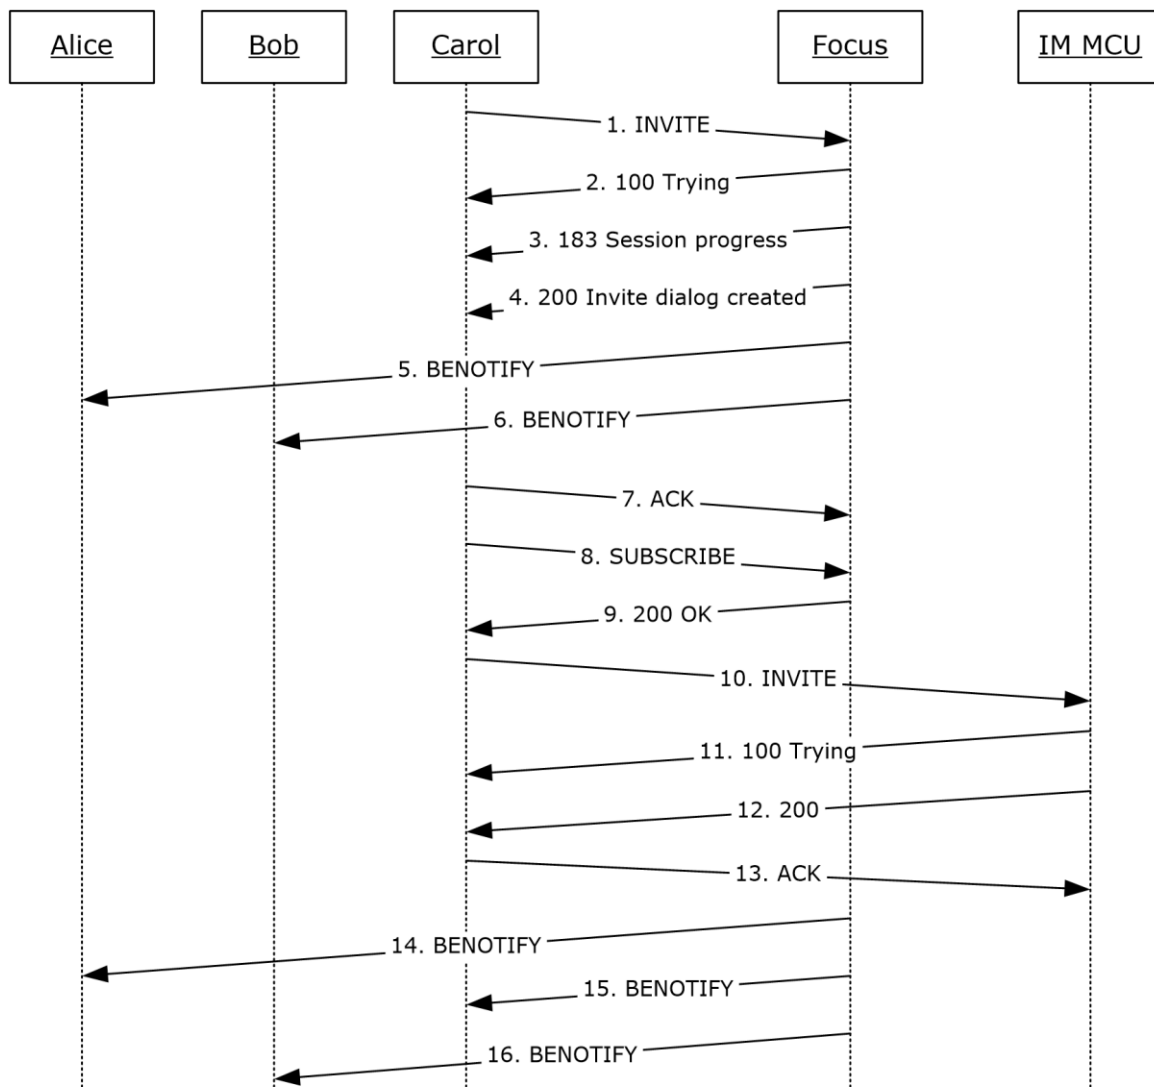 Alice
Bob
Carol
Focus
IM MCU
1. INVITE
2. 100 Trying
3. 183 Session progress
4. 200 Invite dialog created
5. BENOTIFY
6. BENOTIFY
7. ACK
8. SUBSCRIBE
9. 200 OK
10. INVITE
11. 100 Trying
12. 200
13. ACK
14. BENOTIFY
15. BENOTIFY
16. BENOTIFY